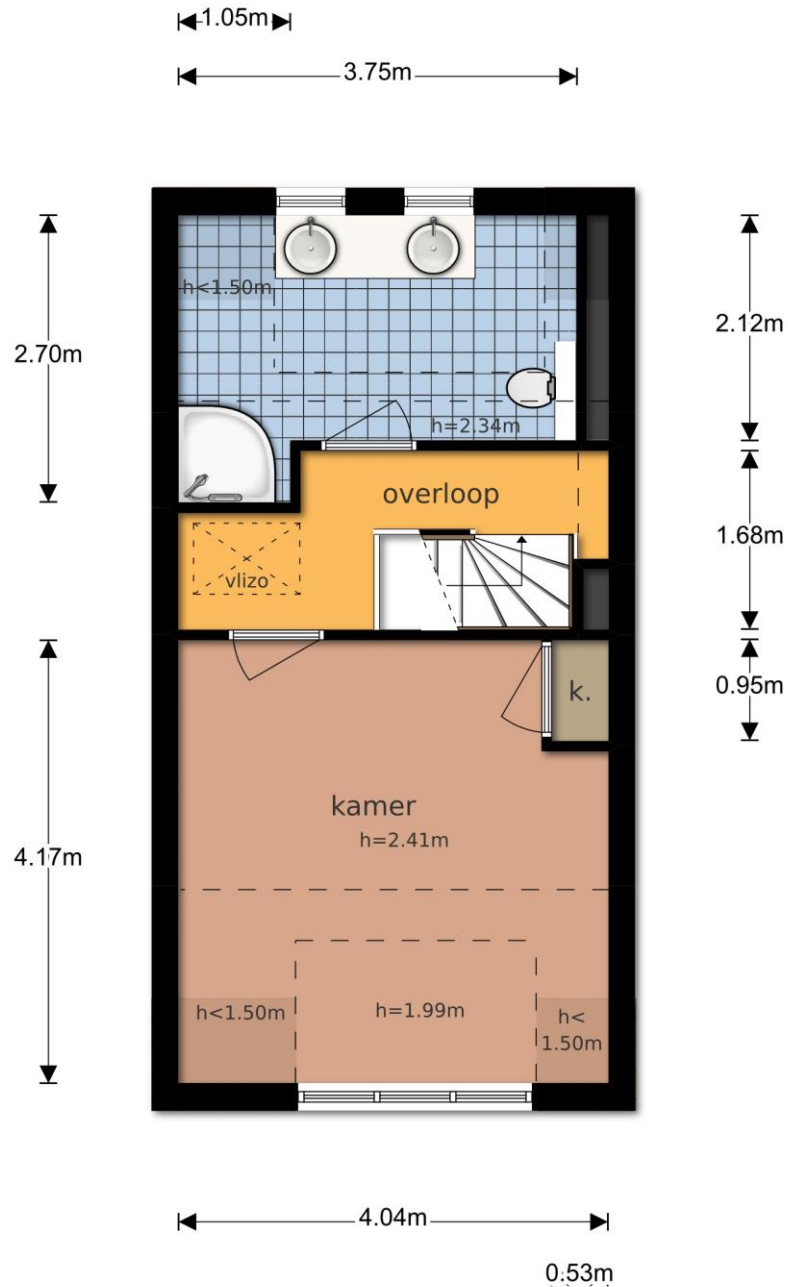 1.05m
3.75m
h<1.50m
2.70m
2.12m
h=2.34m
overloop
1.68m
vlizo
k.
0.95m
kamer
h=2.41m
4.17m
h<1.50m
h=1.99m
h<
1.50m
4.04m
0.53m